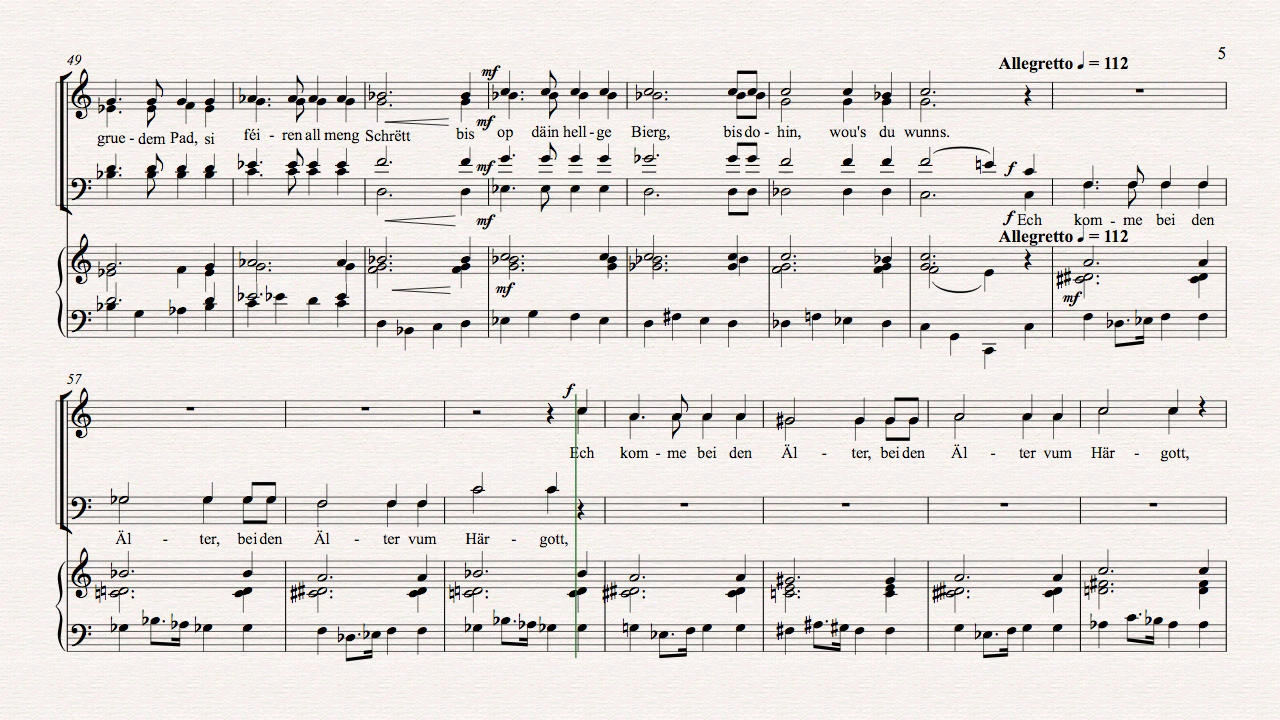 49
5
Allegretto ♩ = 112
mf
mf
grue - dem Pad, si féi - ren all meng Schrëtt bis op däin hell - ge Bierg, bis do - hin, wou's du wunns.
mf
f
mf
f Ech kom - me bei den
Allegretto ♩ = 112
mf
mf
57
f
Ech kom - me bei den Äl - ter, bei den Äl - ter vum Här - gott,
Äl - ter, bei den Äl - ter vum Här - gott,